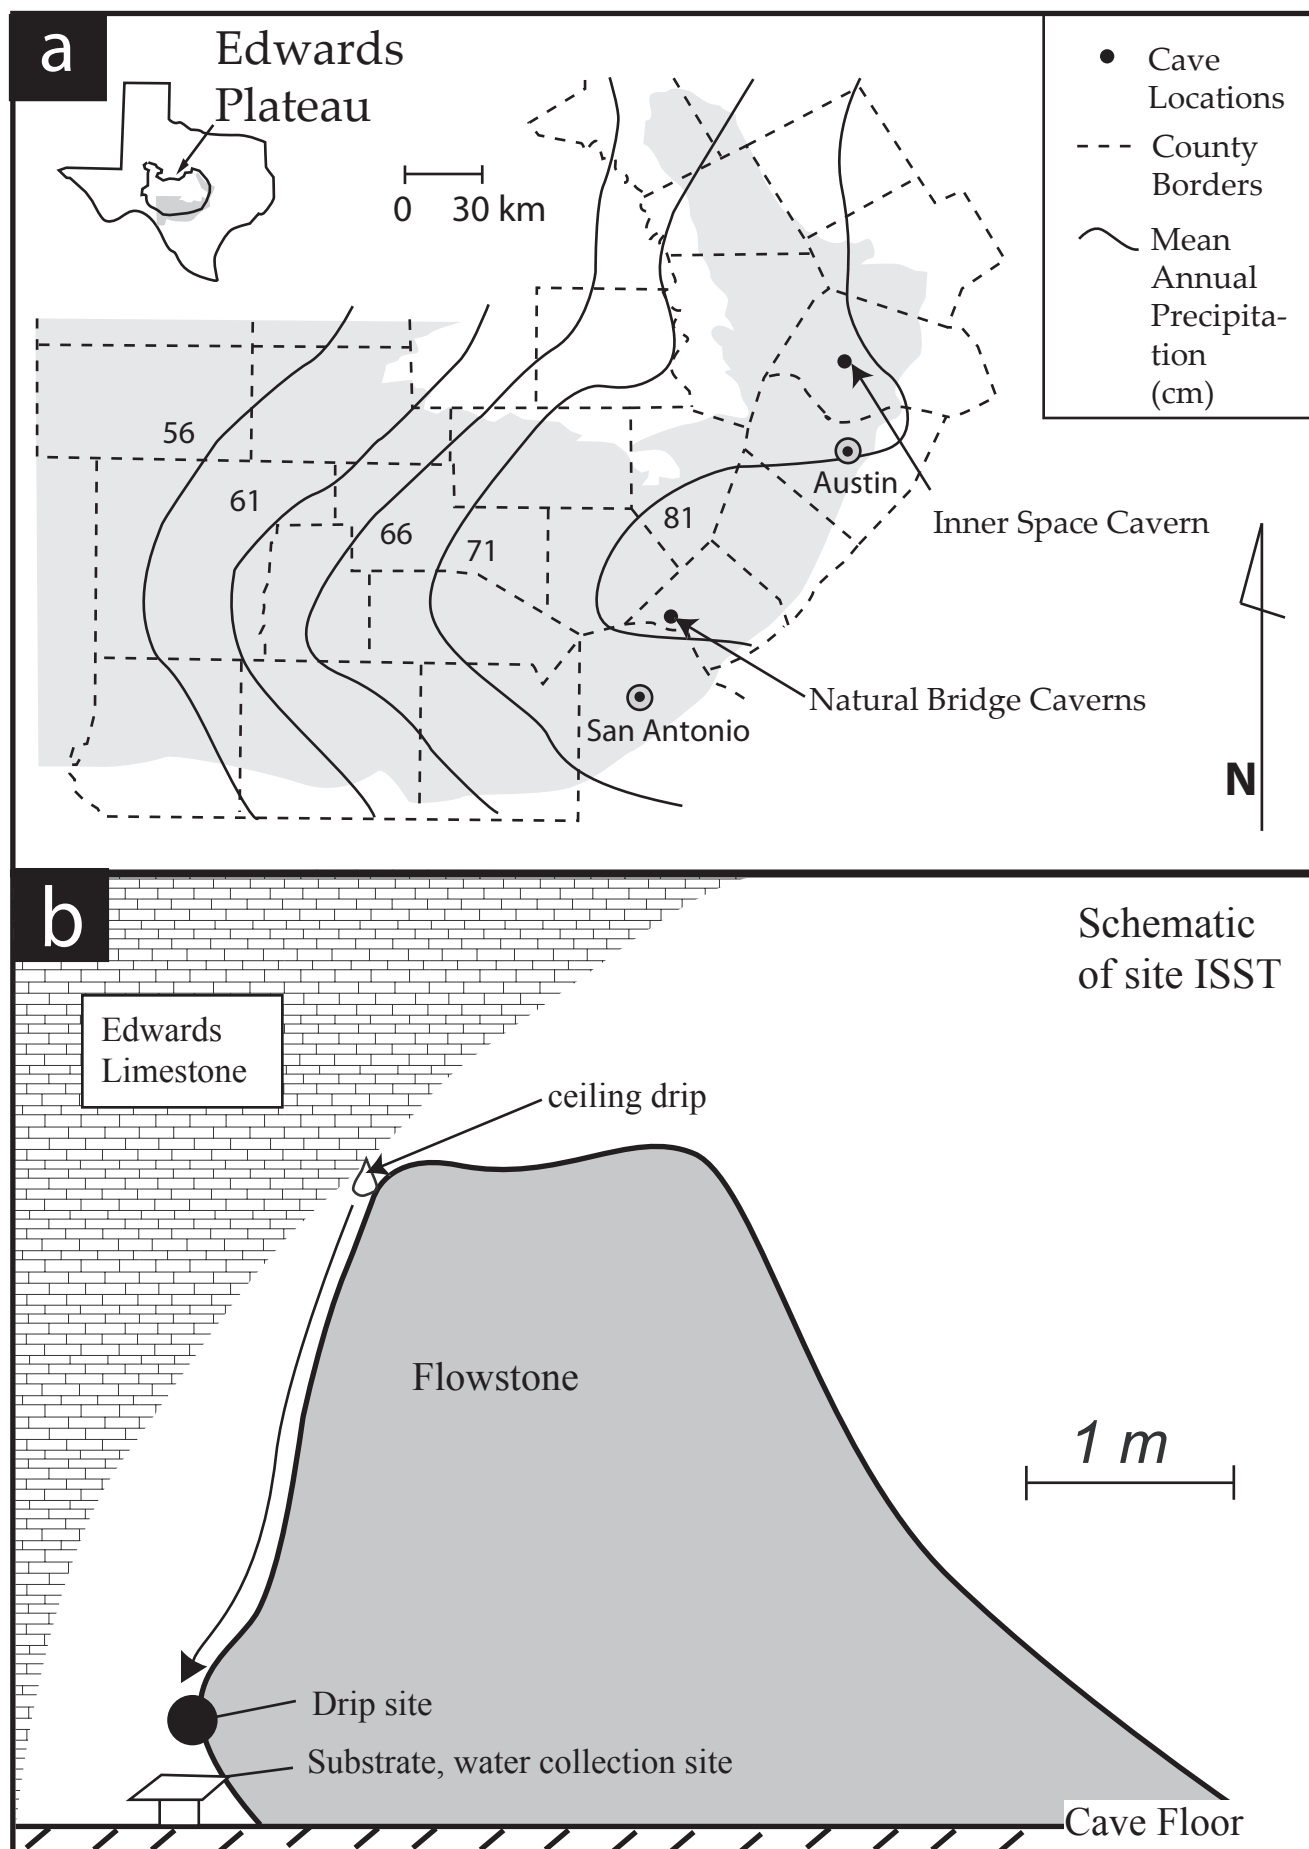 a
Edwards
Plateau
0 30 km
Cave
Locations
County
Borders
Mean
Annual
Precipita-
tion
(cm)
56
61
66
71
81
Austin
Inner Space Cavern
Natural Bridge Caverns
San Antonio
N
b
Schematic
of site ISST
Edwards
Limestone
ceiling drip
Flowstone
1 m
Drip site
Substrate, water collection site
Cave Floor